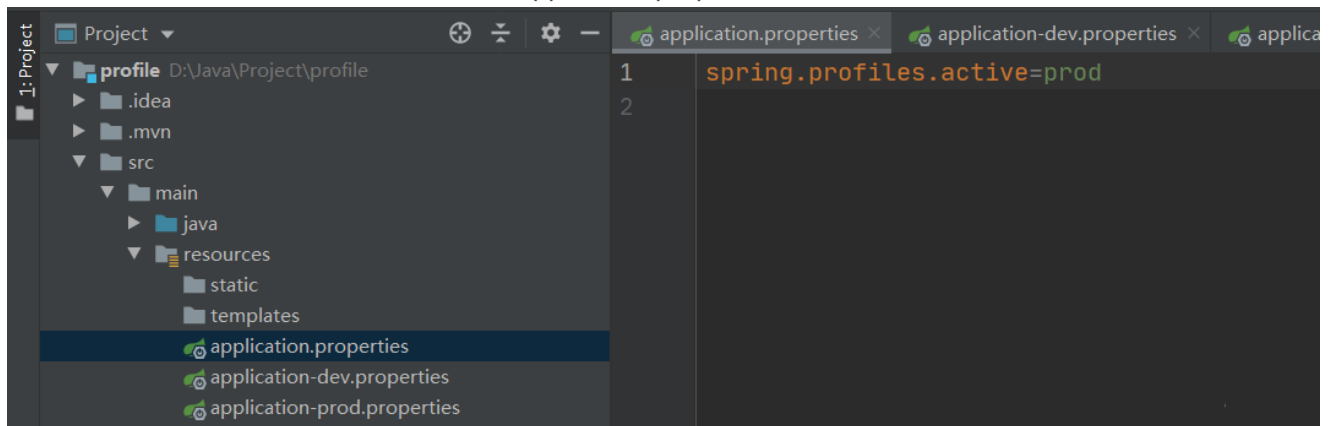 1: Project
Project
application.properties
application-dev.properties
applica
profile D:\Java\Project\profile
1 spring.profiles.active=prod
.idea
2
.mvn
src
main
java
resources
static
templates
application.properties
application-dev.properties
application-prod.properties